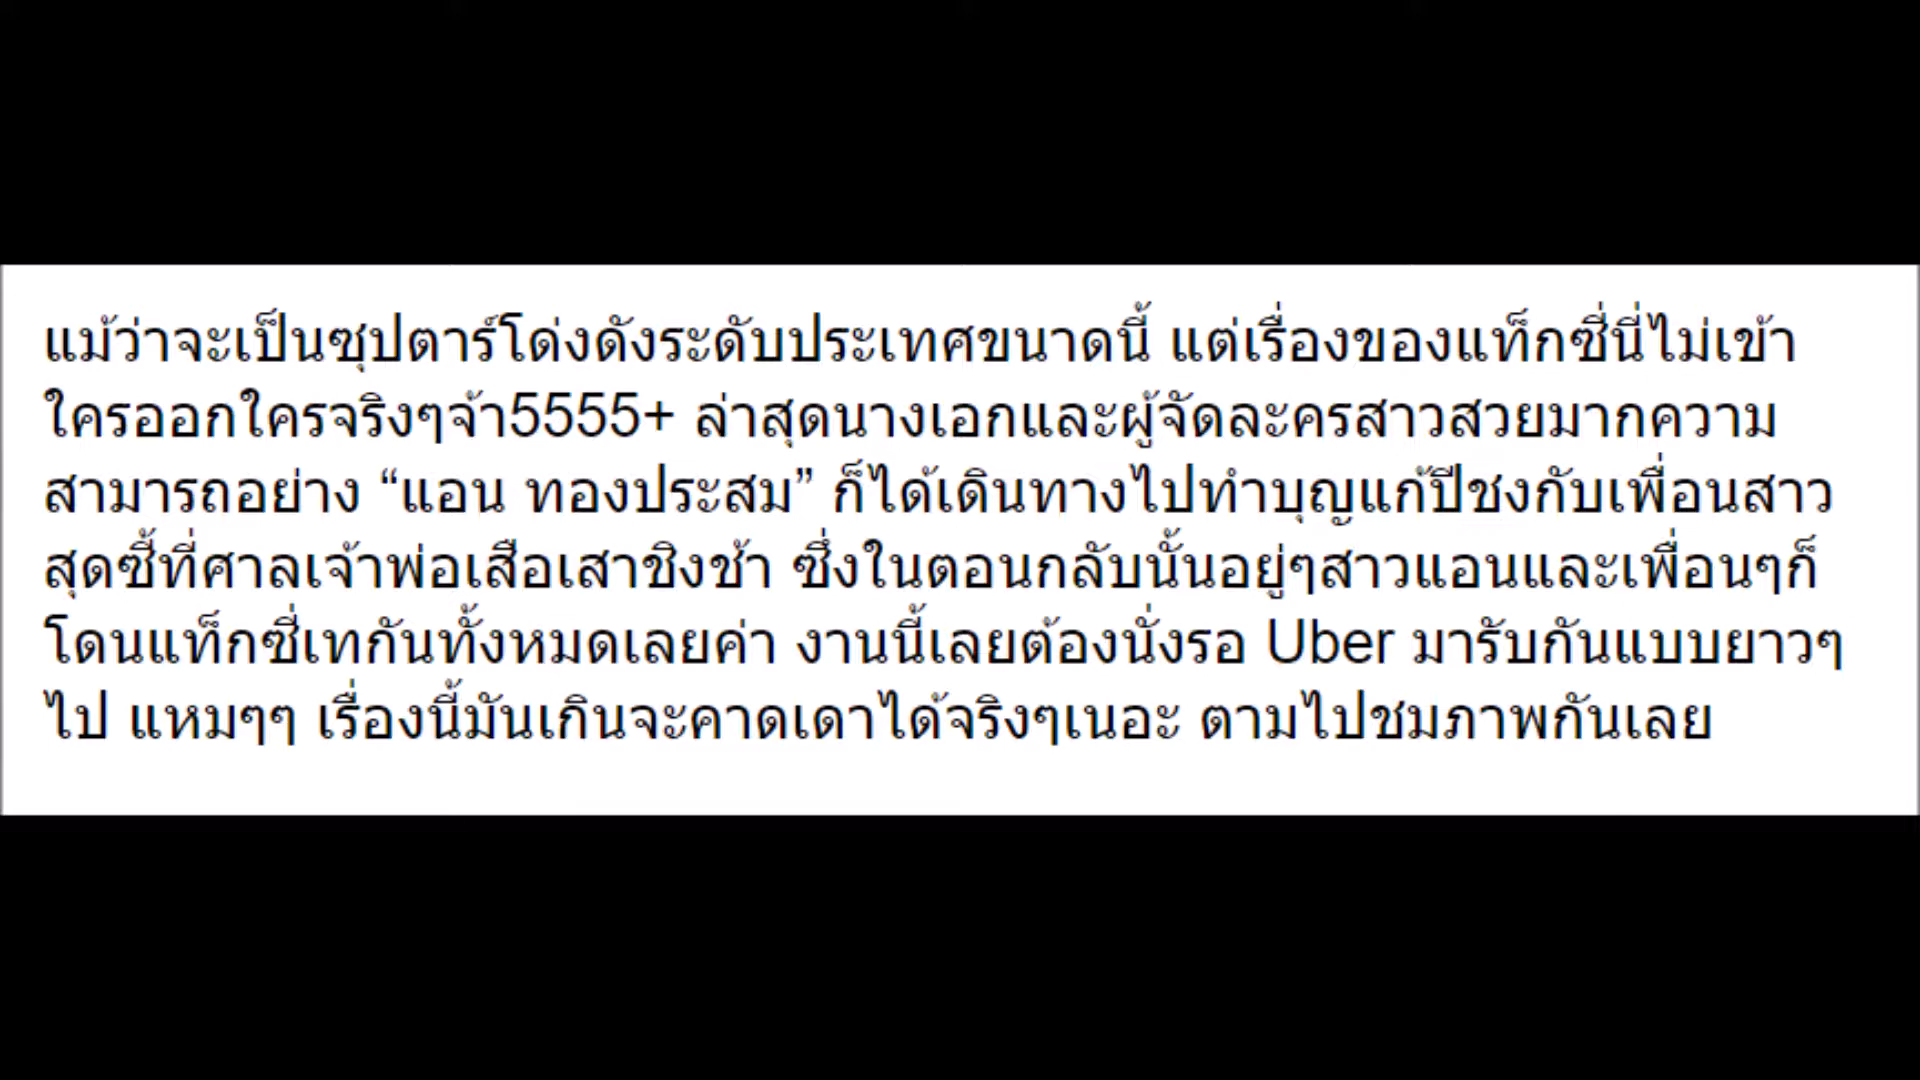 แม้ว่าจะเป็นซุปตาร์โด่งดังระดับประเทศขนาดนี้ แต่เรื่องของแท็กซี่นี่ไม่เข้า
ใครออกใครจริงๆจ้า5555+ ล่าสุดนางเอกและผู้จัดละครสาวสวยมากความ
สามารถอย่าง “แอน ทองประสม” ก็ได้เดินทางไปทำบุญแก้ปีชงกับเพื่อนสาว
สุดซี้ที่ศาลเจ้าพ่อเสือเสาชิงช้า ซึ่งในตอนกลับนั้นอยู่ๆสาวแอนและเพื่อนๆก็
โดนแท็กซี่เทกันทั้งหมดเลยค่า งานนี้เลยต้องนั่งรอ Uber มารับกันแบบยาวๆ
ไป แหมๆๆ เรื่องนี้มันเกินจะคาดเดาได้จริงๆเนอะ ตามไปชมภาพกันเลย